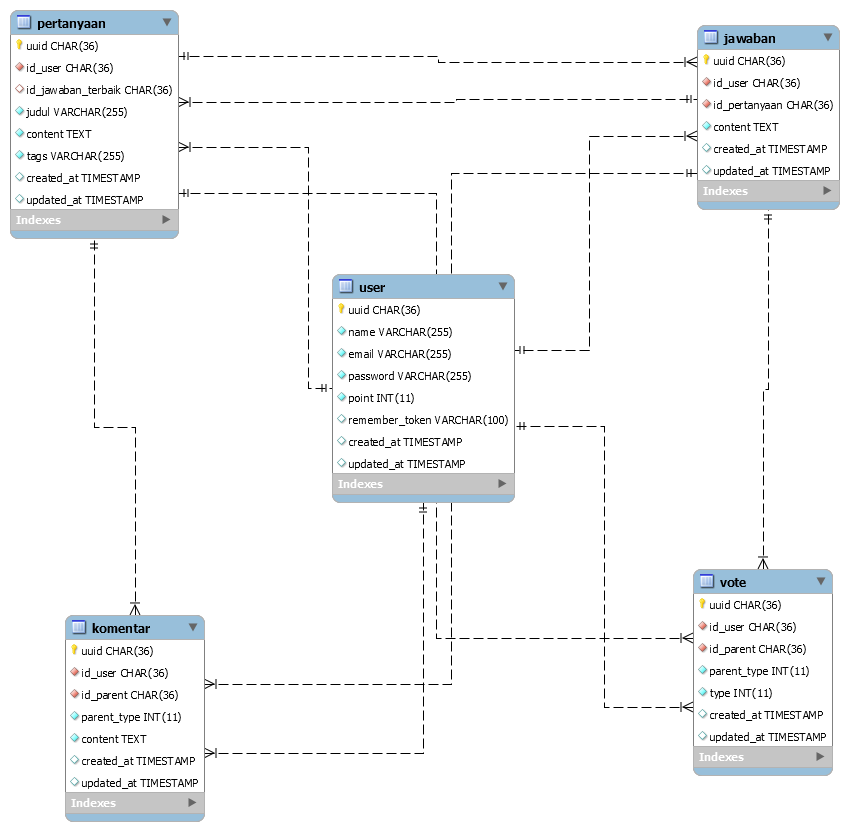 pertanyaan
uuid CHAR(36)
id_user CHAR(36)
id_jawaban_terbaik CHAR(36)
judul VARCHAR(255)
content TEXT
tags VARCHAR(255)
created_at TIMESTAMP
updated_at TIMESTAMP
Indexes
jawaban
uuid CHAR(36)
id_user CHAR(36)
id_pertanyaan CHAR(36)
content TEXT
created_at TIMESTAMP
updated_at TIMESTAMP
Indexes
user
uuid CHAR(36)
name VARCHAR(255)
email VARCHAR(255)
password VARCHAR(255)
point INT(11)
remember_token VARCHAR(100)
created_at TIMESTAMP
updated_at TIMESTAMP
Indexes
komentar
uuid CHAR(36)
id_user CHAR(36)
id_parent CHAR(36)
parent_type INT(11)
content TEXT
created_at TIMESTAMP
updated_at TIMESTAMP
Indexes
vote
uuid CHAR(36)
id_user CHAR(36)
id_parent CHAR(36)
parent_type INT(11)
type INT(11)
created_at TIMESTAMP
updated_at TIMESTAMP
Indexes